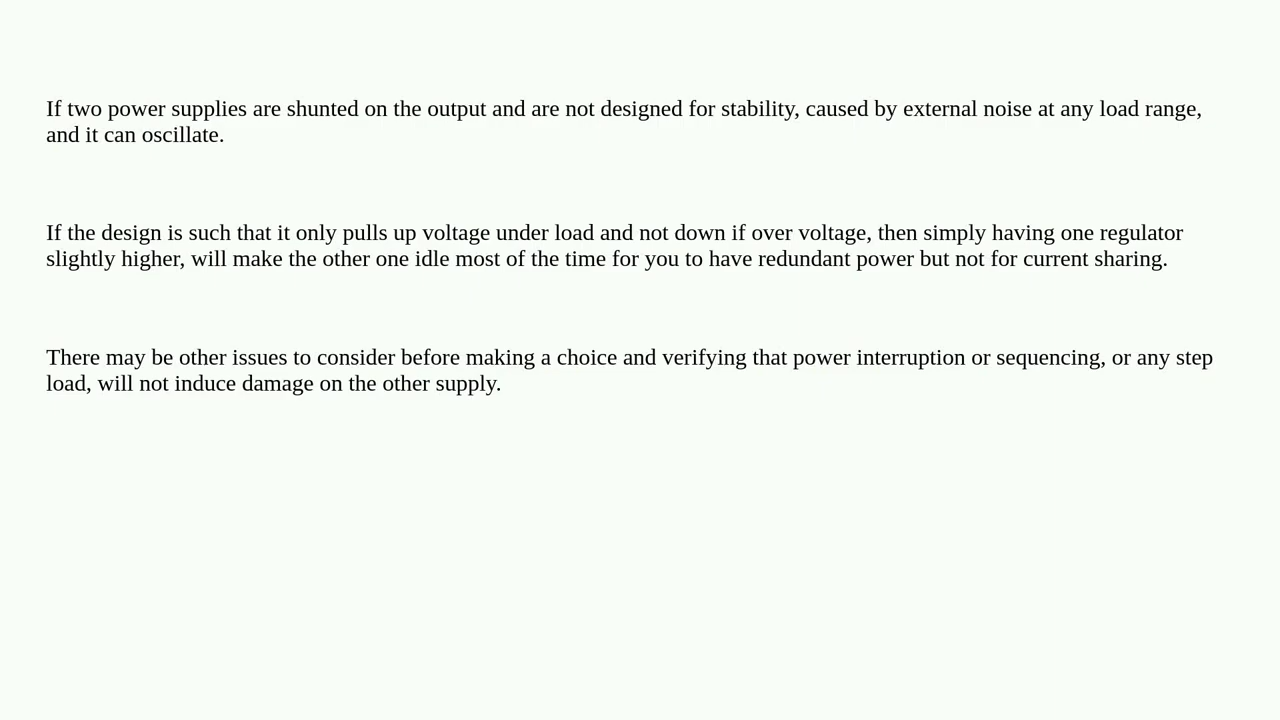 If two power supplies are shunted on the output and are not designed for stability, caused by external noise at any load range,
and it can oscillate.
If the design is such that it only pulls up voltage under load and not down if over voltage, then simply having one regulator
slightly higher, will make the other one idle most of the time for you to have redundant power but not for current sharing.
There may be other issues to consider before making a choice and verifying that power interruption or sequencing, or any step
load, will not induce damage on the other supply.